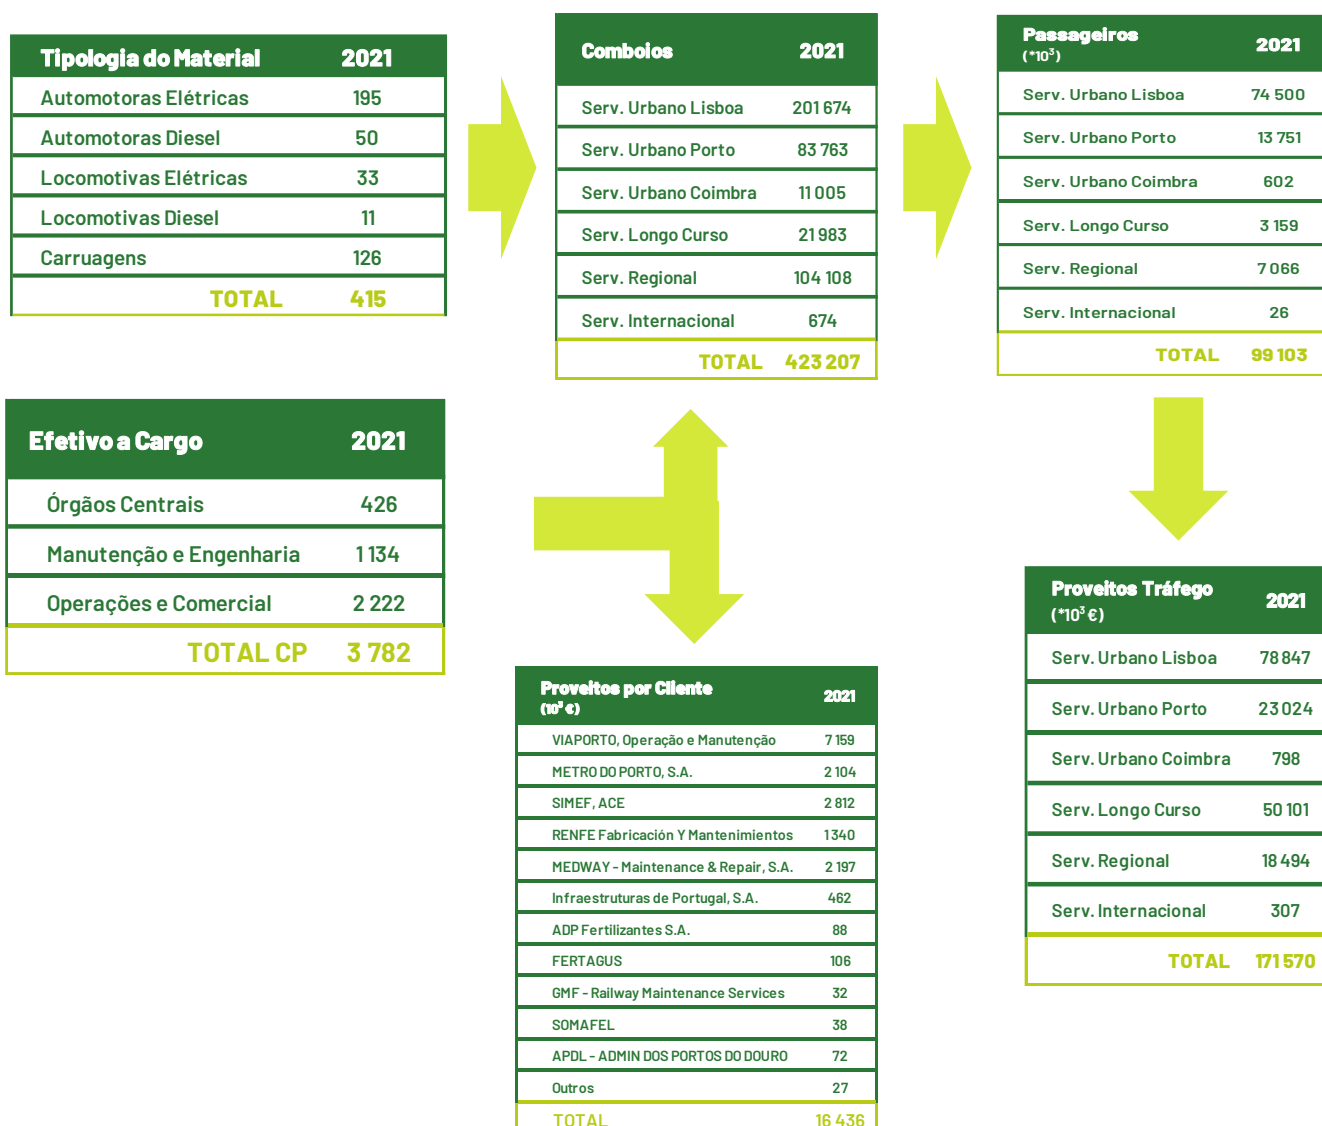 Tipologia do Material 2021
Automotoras Elétricas 195
Automotoras Diesel 50
Locomotivas Elétricas 33
Locomotivas Diesel 11
Carruagens 126
TOTAL 415
Comboios 2021
Serv. Urbano Lisboa 201 674
Serv. Urbano Porto 83 763
Serv. Urbano Coimbra 11 005
Serv. Longo Curso 21 983
Serv. Regional 104 108
Serv. Internacional 674
TOTAL 423 207
Passageiros 2021
(*10³)
Serv. Urbano Lisboa 74 500
Serv. Urbano Porto 13 751
Serv. Urbano Coimbra 602
Serv. Longo Curso 3 159
Serv. Regional 7 066
Serv. Internacional 26
TOTAL 99 103
Efetivo a Cargo 2021
Órgãos Centrais 426
Manutenção e Engenharia 1 134
Operações e Comercial 2 222
TOTAL CP 3 782
Proveitos por Cliente 2021
(10³ €)
VIAPORTO, Operação e Manutenção 7 159
METRO DO PORTO, S.A. 2 104
SIMEF, ACE 2 812
RENFE Fabricación Y Mantenimientos 1 340
MEDWAY - Maintenance & Repair, S.A. 2 197
Infraestruturas de Portugal, S.A. 462
ADP Fertilizantes S.A. 88
FERTAGUS 106
GMF - Railway Maintenance Services 32
SOMAFEL 38
APDL - ADMIN DOS PORTOS DO DOURO 72
Outros 27
TOTAL 16 436
Proveitos Tráfego 2021
(*10³ €)
Serv. Urbano Lisboa 78 847
Serv. Urbano Porto 23 024
Serv. Urbano Coimbra 798
Serv. Longo Curso 50 101
Serv. Regional 18 494
Serv. Internacional 307
TOTAL 171 570